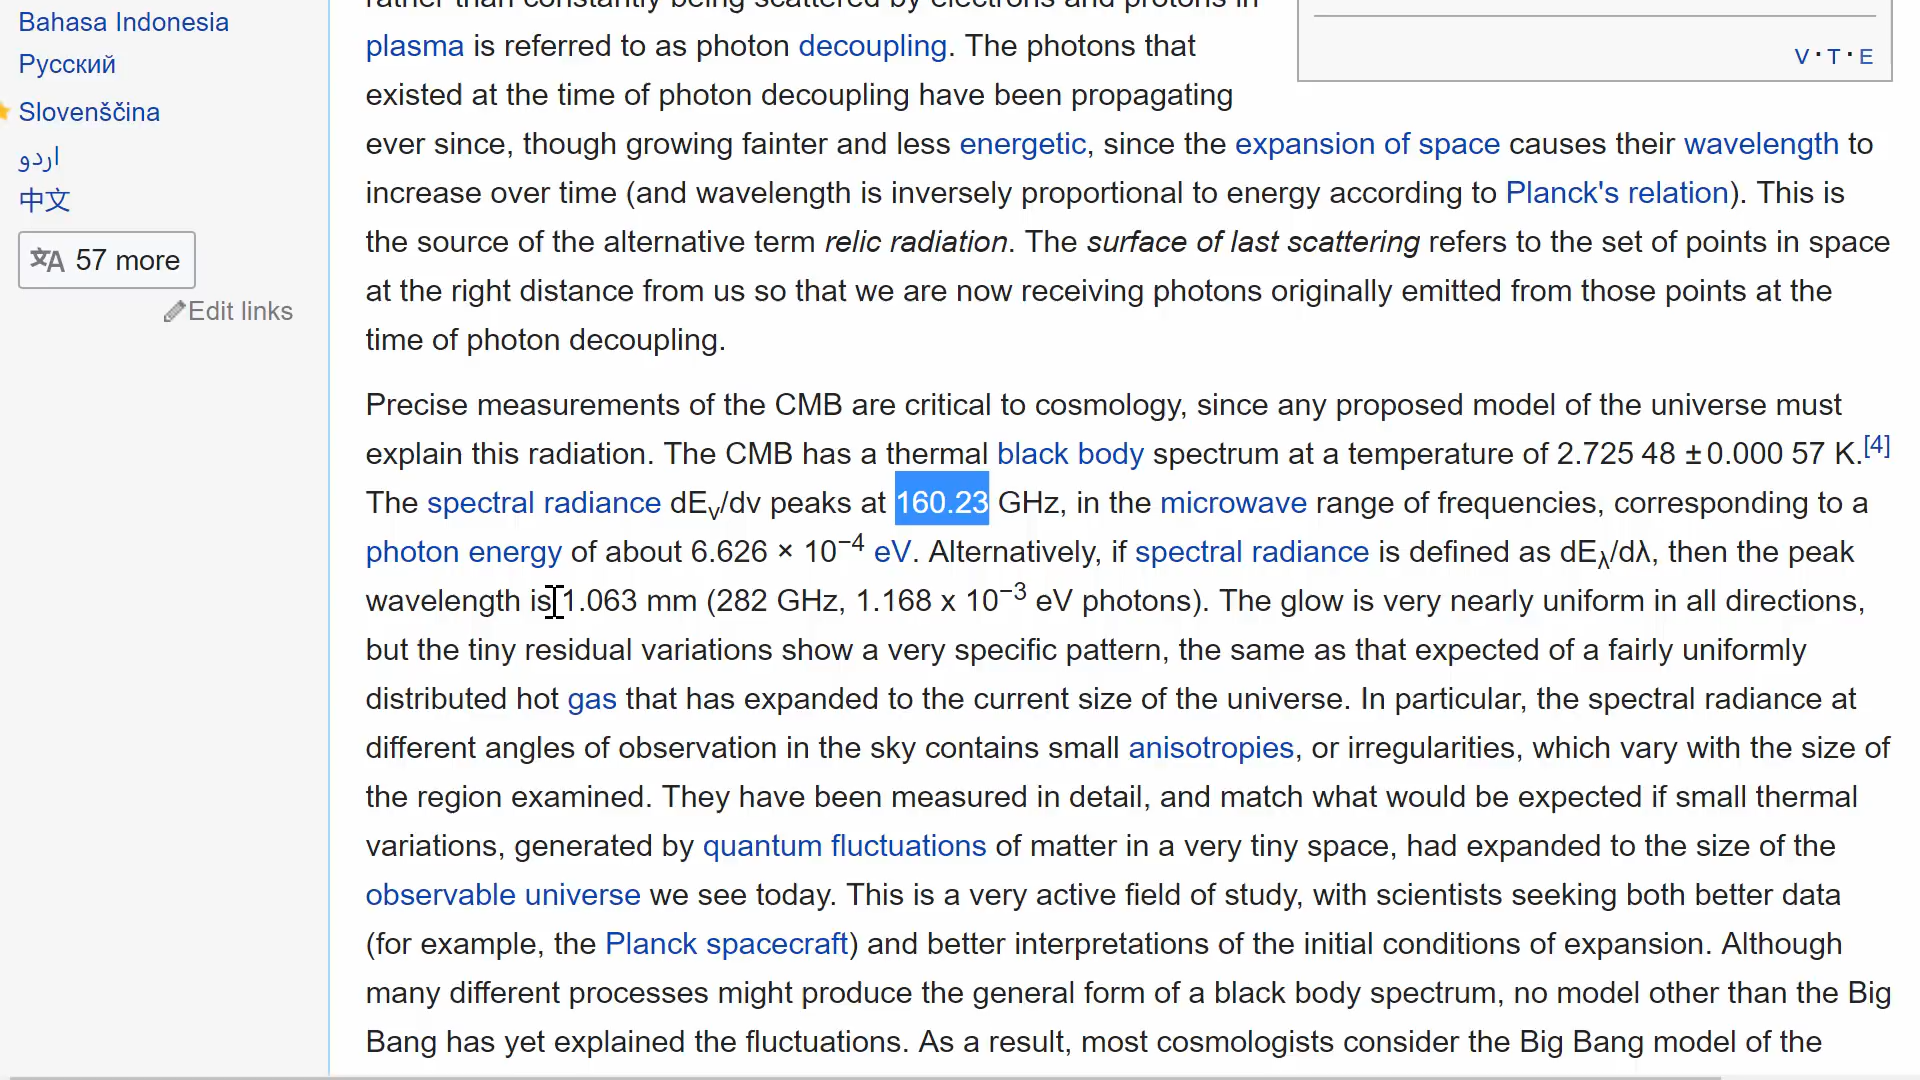 Bahasa Indonesia
Русский
Slovenščina
اردو
中文
文A 57 more
Edit links
V · T · E
rather than constantly being scattered by electrons and protons in
plasma is referred to as photon decoupling. The photons that
existed at the time of photon decoupling have been propagating
ever since, though growing fainter and less energetic, since the expansion of space causes their wavelength to
increase over time (and wavelength is inversely proportional to energy according to Planck's relation). This is
the source of the alternative term relic radiation. The surface of last scattering refers to the set of points in space
at the right distance from us so that we are now receiving photons originally emitted from those points at the
time of photon decoupling.
Precise measurements of the CMB are critical to cosmology, since any proposed model of the universe must
explain this radiation. The CMB has a thermal black body spectrum at a temperature of 2.725 48 ±0.000 57 K.[4]
The spectral radiance dEν/dν peaks at 160.23 GHz, in the microwave range of frequencies, corresponding to a
photon energy of about 6.626 × 10⁻⁴ eV. Alternatively, if spectral radiance is defined as dEλ/dλ, then the peak
wavelength is 1.063 mm (282 GHz, 1.168 x 10⁻³ eV photons). The glow is very nearly uniform in all directions,
but the tiny residual variations show a very specific pattern, the same as that expected of a fairly uniformly
distributed hot gas that has expanded to the current size of the universe. In particular, the spectral radiance at
different angles of observation in the sky contains small anisotropies, or irregularities, which vary with the size of
the region examined. They have been measured in detail, and match what would be expected if small thermal
variations, generated by quantum fluctuations of matter in a very tiny space, had expanded to the size of the
observable universe we see today. This is a very active field of study, with scientists seeking both better data
(for example, the Planck spacecraft) and better interpretations of the initial conditions of expansion. Although
many different processes might produce the general form of a black body spectrum, no model other than the Big
Bang has yet explained the fluctuations. As a result, most cosmologists consider the Big Bang model of the